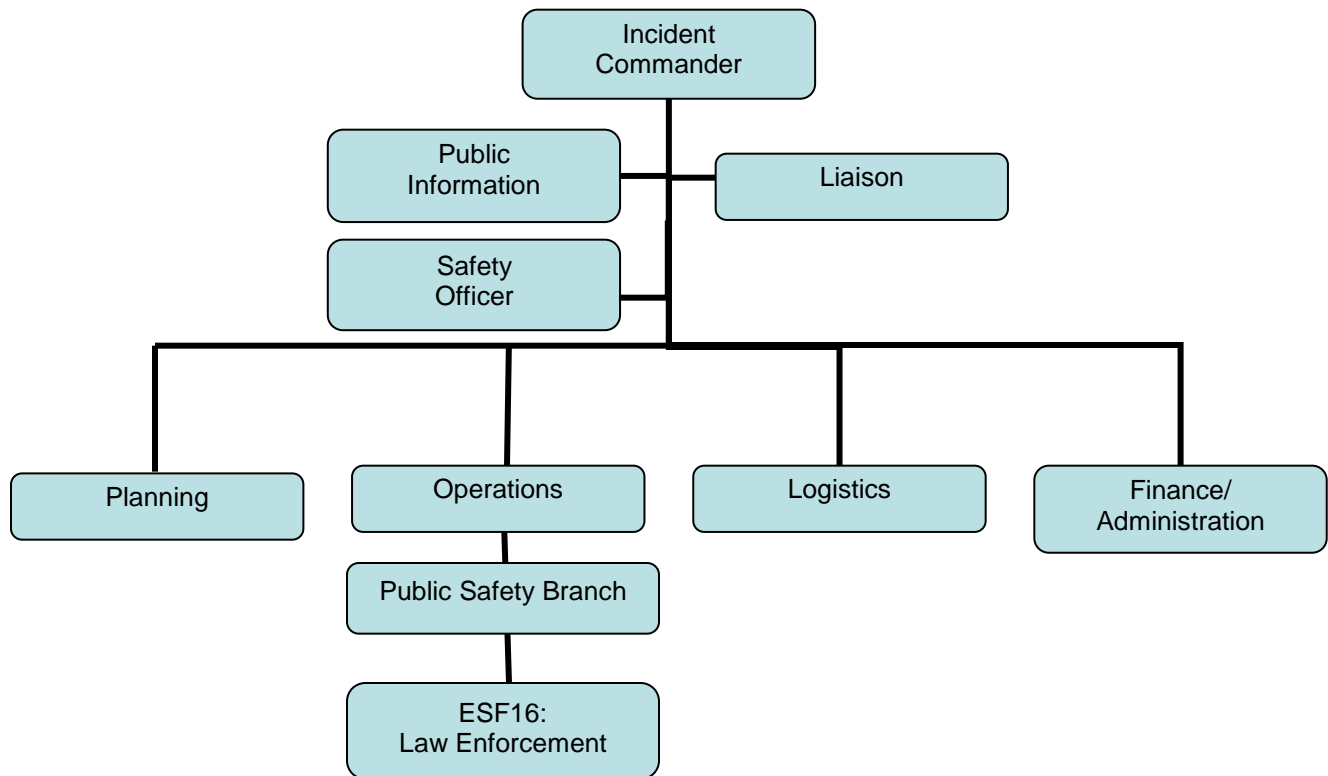 Incident
Commander
Public
Information
Liaison
Safety
Officer
Planning
Operations
Logistics
Finance/
Administration
Public Safety Branch
ESF16:
Law Enforcement